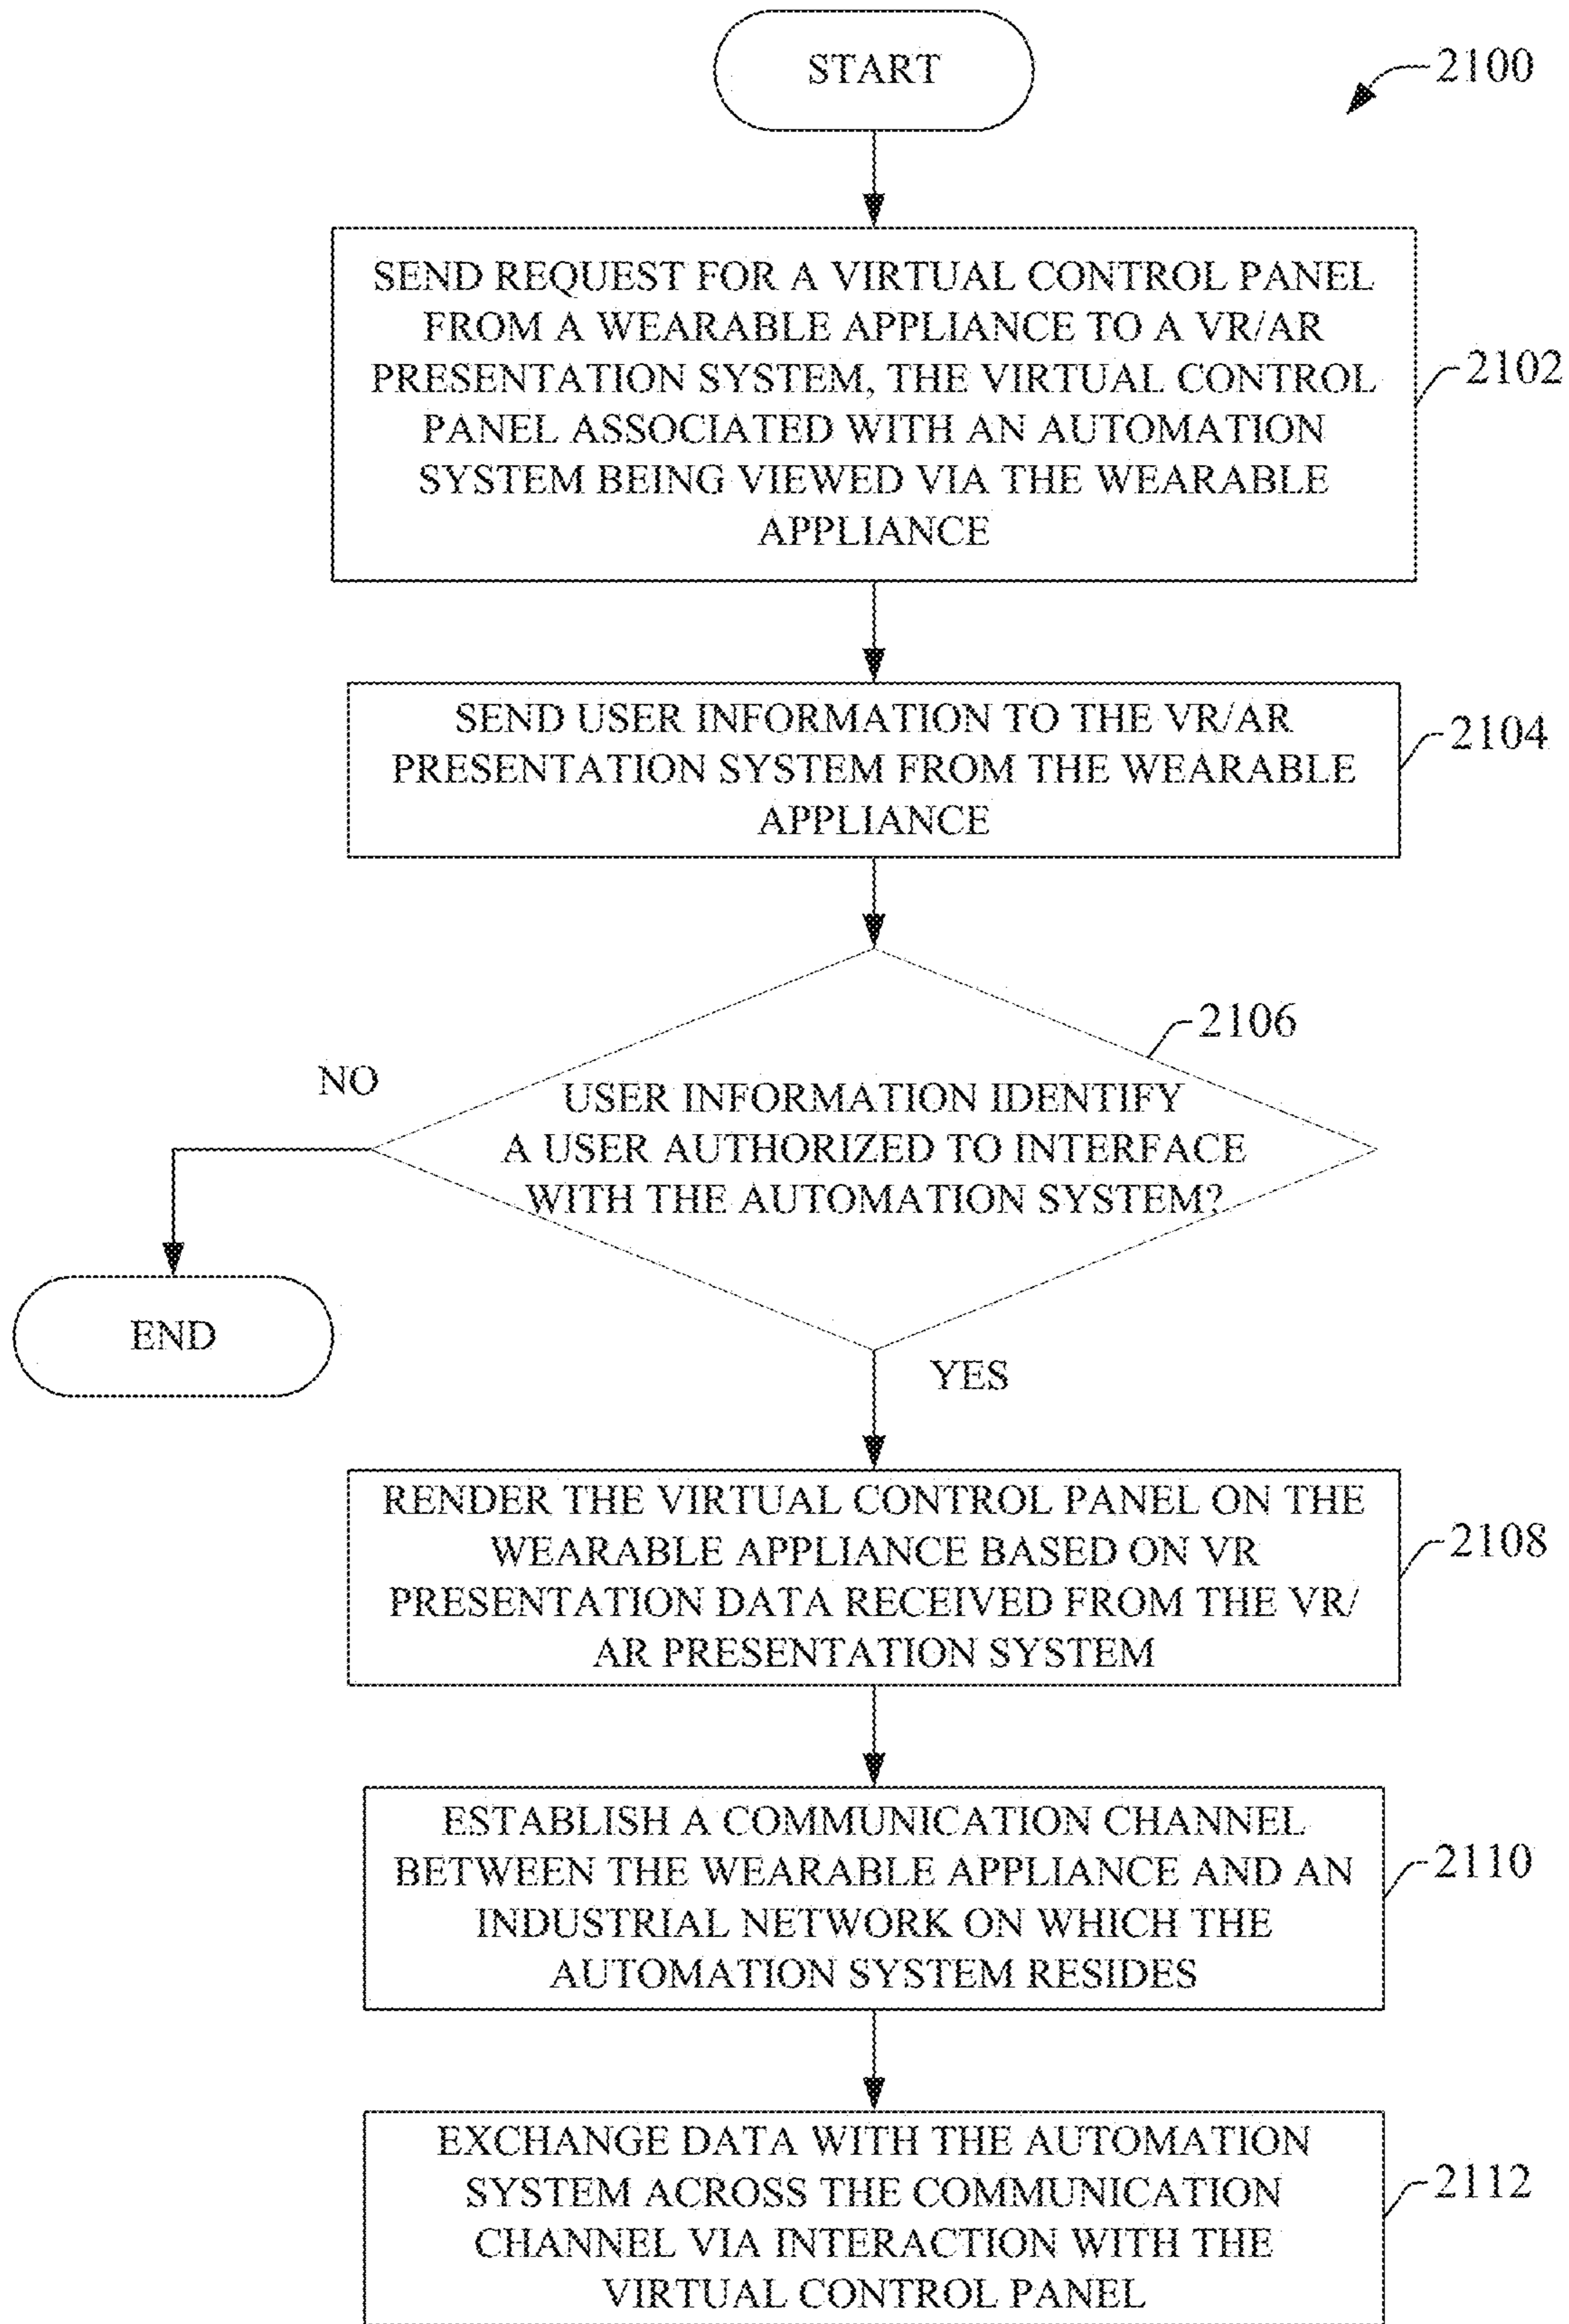 START
2100
SEND REQUEST FOR A VIRTUAL CONTROL PANEL
FROM A WEARABLE APPLIANCE TO A VR/AR
PRESENTATION SYSTEM, THE VIRTUAL CONTROL
PANEL ASSOCIATED WITH AN AUTOMATION
SYSTEM BEING VIEWED VIA THE WEARABLE
APPLIANCE
2102
SEND USER INFORMATION TO THE VR/AR
PRESENTATION SYSTEM FROM THE WEARABLE
APPLIANCE
2104
2106
NO
USER INFORMATION IDENTIFY
A USER AUTHORIZED TO INTERFACE
WITH THE AUTOMATION SYSTEM?
END
YES
RENDER THE VIRTUAL CONTROL PANEL ON THE
WEARABLE APPLIANCE BASED ON VR
PRESENTATION DATA RECEIVED FROM THE VR/
AR PRESENTATION SYSTEM
2108
ESTABLISH A COMMUNICATION CHANNEL
BETWEEN THE WEARABLE APPLIANCE AND AN
INDUSTRIAL NETWORK ON WHICH THE
AUTOMATION SYSTEM RESIDES
2110
EXCHANGE DATA WITH THE AUTOMATION
SYSTEM ACROSS THE COMMUNICATION
CHANNEL VIA INTERACTION WITH THE
VIRTUAL CONTROL PANEL
2112